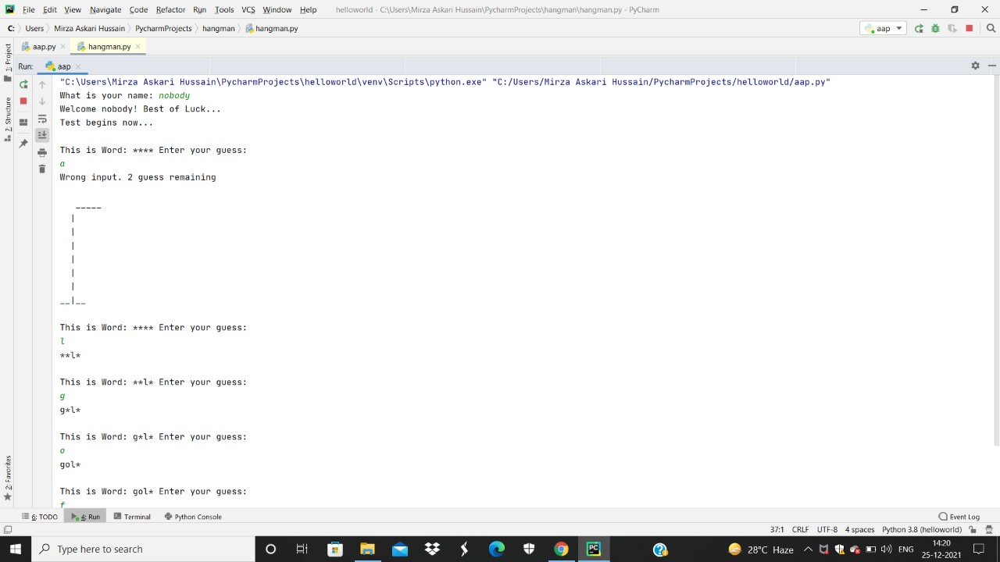 File Edit View Navigate Code Refactor Run Tools VCS Window Help helloworld - C:\Users\Mirza Askari Hussain\PycharmProjects\hangman\hangman.py - PyCharm
C: Users Mirza Askari Hussain PycharmProjects hangman hangman.py aap
aap.py hangman.py
1: Project
Run: aap
"C:\Users\Mirza Askari Hussain\PycharmProjects\helloworld\venv\Scripts\python.exe" "C:/Users/Mirza Askari Hussain/PycharmProjects/helloworld/aap.py"
What is your name: nobody
Welcome nobody! Best of Luck...
Test begins now...
7: Structure
This is Word: **** Enter your guess:
a
Wrong input. 2 guess remaining
_____
|
|
|
|
|
|
__|__
This is Word: **** Enter your guess:
l
**l*
This is Word: **l* Enter your guess:
g
g*l*
This is Word: g*l* Enter your guess:
o
gol*
2: Favorites
This is Word: gol* Enter your guess:
f
6: TODO 4: Run Terminal Python Console Event Log
37:1 CRLF UTF-8 4 spaces Python 3.8 (helloworld)
Type here to search PC 28°C Haze ENG 14:20
25-12-2021